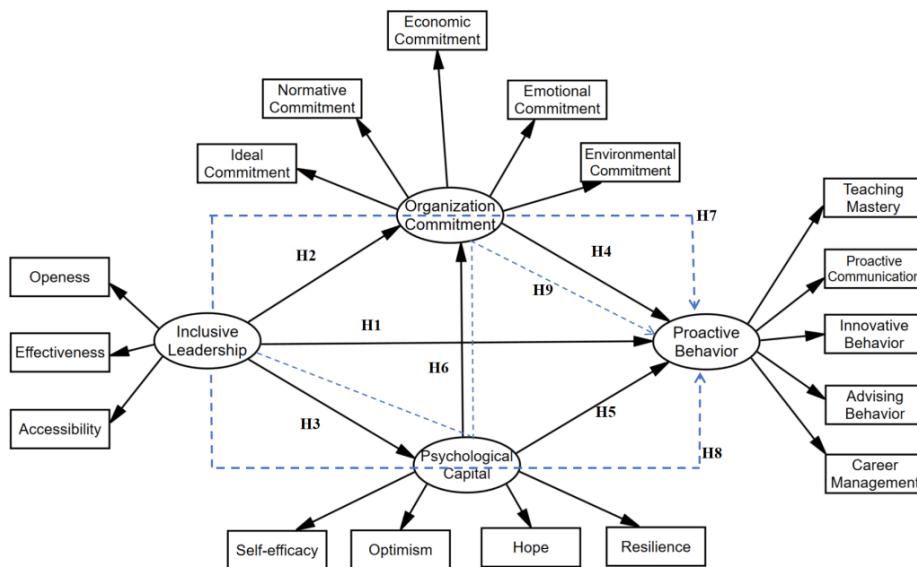 Economic
Commitment
Normative
Commitment
Emotional
Commitment
Ideal
Commitment
Environmental
Commitment
Organization
Commitment
H7
Teaching
Mastery
H2
H4
Openess
H9
Proactive
Communication
Inclusive
Leadership
H1
Proactive
Behavior
Innovative
Behavior
Effectiveness
H6
Accessibility
H3
H5
Advising
Behavior
Psychological
Capital
H8
Career
Management
Self-efficacy
Optimism
Hope
Resilience